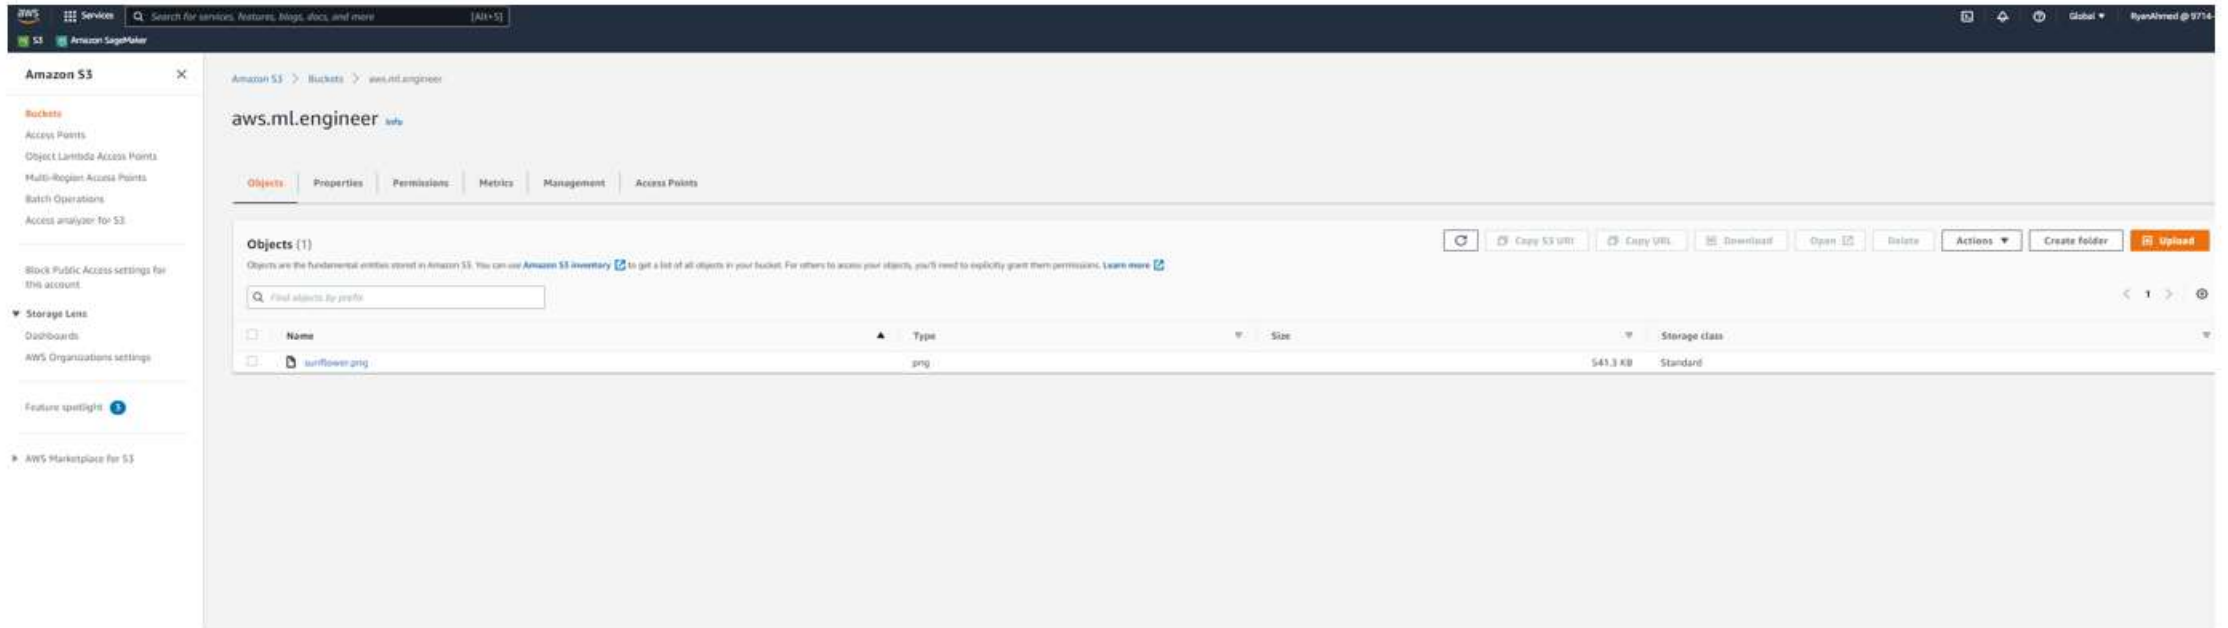 aws
Services
Search for services, features, blogs, docs, and more
[Alt+S]
Global
RyanAhmed @ 9714-
S3
Amazon SageMaker
Amazon S3
Buckets
Access Points
Object Lambda Access Points
Multi-Region Access Points
Batch Operations
Access analyzer for S3
Block Public Access settings for
this account
Storage Lens
Dashboards
AWS Organizations settings
Feature spotlight 3
AWS Marketplace for S3
Amazon S3 > Buckets > aws.ml.engineer
aws.ml.engineer Info
Objects Properties Permissions Metrics Management Access Points
Objects (1)
Copy S3 URI Copy URL Download Open Delete Actions Create folder Upload
Objects are the fundamental entities stored in Amazon S3. You can use Amazon S3 inventory to get a list of all objects in your bucket. For others to access your objects, you'll need to explicitly grant them permissions. Learn more
Find objects by prefix
< 1 >
Name Type Size Storage class
sunflower.png png 541.3 KB Standard